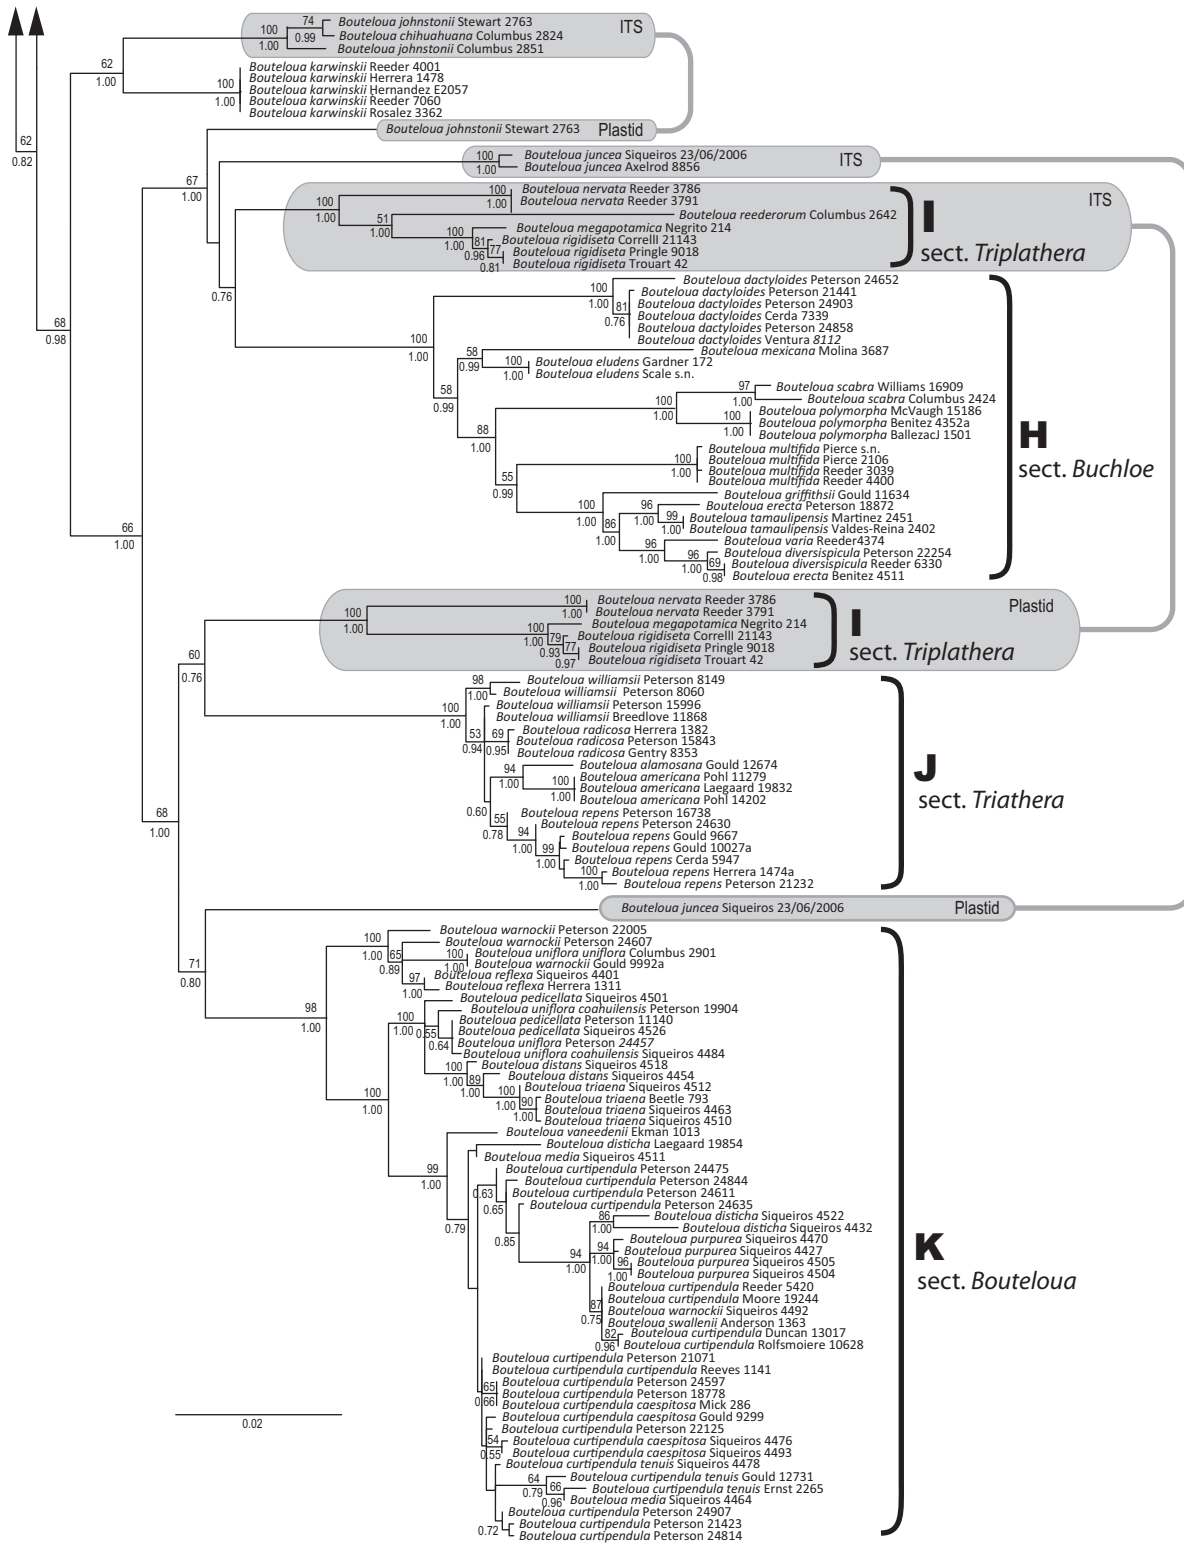 74
Bouteloua johnstonii Stewart 2763
ITS
100
0.99
Bouteloua chihuahuana Columbus 2824
1.00
Bouteloua johnstonii Columbus 2851
62
1.00
Bouteloua karwinskii Reeder 4001
Bouteloua karwinskii Herrera 1478
100
Bouteloua karwinskii Hernandez E2057
1.00
Bouteloua karwinskii Reeder 7060
Bouteloua karwinskii Rosalez 3362
Bouteloua johnstonii Stewart 2763
Plastid
62
0.82
100
Bouteloua juncea Siqueiros 23/06/2006
ITS
1.00
Bouteloua juncea Axelrod 8856
67
1.00
100
Bouteloua nervata Reeder 3786
ITS
1.00
Bouteloua nervata Reeder 3791
100
1.00
51
Bouteloua reederorum Columbus 2642
I
1.00
100
Bouteloua megapotamica Negrito 214
1.00
81
Bouteloua rigidiseta Correlll 21143
sect. Triplathera
0.96
77
Bouteloua rigidiseta Pringle 9018
0.81
Bouteloua rigidiseta Trouart 42
0.76
68
0.98
Bouteloua dactyloides Peterson 24652
100
Bouteloua dactyloides Peterson 21441
1.00
81
Bouteloua dactyloides Peterson 24903
Bouteloua dactyloides Cerda 7339
0.76
Bouteloua dactyloides Peterson 24858
100
Bouteloua dactyloides Ventura 8112
1.00
58
Bouteloua mexicana Molina 3687
0.99
100
Bouteloua eludens Gardner 172
1.00
Bouteloua eludens Scale s.n.
58
0.99
97
Bouteloua scabra Williams 16909
100
1.00
Bouteloua scabra Columbus 2424
1.00
Bouteloua polymorpha McVaugh 15186
100
Bouteloua polymorpha Benitez 4352a
88
1.00
Bouteloua polymorpha BallezacJ 1501
H
1.00
Bouteloua multifida Pierce s.n.
100
Bouteloua multifida Pierce 2106
sect. Buchloe
1.00
Bouteloua multifida Reeder 3039
55
Bouteloua multifida Reeder 4400
0.99
Bouteloua griffithsii Gould 11634
100
96
Bouteloua erecta Peterson 18872
1.00
1.00
99
Bouteloua tamaulipensis Martinez 2451
86
1.00
Bouteloua tamaulipensis Valdes-Reina 2402
1.00
96
Bouteloua varia Reeder4374
1.00
96
Bouteloua diversispicula Peterson 22254
1.00
69
Bouteloua diversispicula Reeder 6330
0.98
Bouteloua erecta Benitez 4511
66
1.00
100
Bouteloua nervata Reeder 3786
Plastid
1.00
Bouteloua nervata Reeder 3791
100
1.00
100
Bouteloua megapotamica Negrito 214
I
1.00
79
Bouteloua rigidiseta Correlll 21143
0.93
77
Bouteloua rigidiseta Pringle 9018
sect. Triplathera
0.97
Bouteloua rigidiseta Trouart 42
60
0.76
98
Bouteloua williamsii Peterson 8149
1.00
Bouteloua williamsii Peterson 8060
100
Bouteloua williamsii Peterson 15996
1.00
Bouteloua williamsii Breedlove 11868
53
69
Bouteloua radicosa Herrera 1382
0.94
0.95
Bouteloua radicosa Peterson 15843
Bouteloua radicosa Gentry 8353
94
Bouteloua alamosana Gould 12674
J
1.00
100
Bouteloua americana Pohl 11279
Bouteloua americana Laegaard 19832
1.00
Bouteloua americana Pohl 14202
sect. Triathera
0.60
55
Bouteloua repens Peterson 16738
0.78
94
Bouteloua repens Peterson 24630
1.00
Bouteloua repens Gould 9667
99
Bouteloua repens Gould 10027a
1.00
Bouteloua repens Cerda 5947
100
Bouteloua repens Herrera 1474a
1.00
Bouteloua repens Peterson 21232
68
1.00
Bouteloua juncea Siqueiros 23/06/2006
Plastid
71
0.80
Bouteloua warnockii Peterson 22005
100
1.00
65
Bouteloua warnockii Peterson 24607
0.89
100
Bouteloua uniflora uniflora Columbus 2901
1.00
Bouteloua warnockii Gould 9992a
97
Bouteloua reflexa Siqueiros 4401
1.00
Bouteloua reflexa Herrera 1311
98
1.00
Bouteloua pedicellata Siqueiros 4501
100
Bouteloua uniflora coahuilensis Peterson 19904
1.00
0.55
Bouteloua pedicellata Peterson 11140
Bouteloua pedicellata Siqueiros 4526
0.64
Bouteloua uniflora Peterson 24457
Bouteloua uniflora coahuilensis Siqueiros 4484
100
Bouteloua distans Siqueiros 4518
1.00
89
Bouteloua distans Siqueiros 4454
1.00
100
Bouteloua triaena Siqueiros 4512
1.00
90
Bouteloua triaena Beetle 793
1.00
Bouteloua triaena Siqueiros 4463
Bouteloua triaena Siqueiros 4510
100
1.00
Bouteloua vaneedenii Ekman 1013
Bouteloua disticha Laegaard 19854
Bouteloua media Siqueiros 4511
99
1.00
Bouteloua curtipendula Peterson 24475
0.63
Bouteloua curtipendula Peterson 24844
0.65
Bouteloua curtipendula Peterson 24611
Bouteloua curtipendula Peterson 24635
0.79
0.85
86
Bouteloua disticha Siqueiros 4522
1.00
Bouteloua disticha Siqueiros 4432
94
1.00
94
Bouteloua purpurea Siqueiros 4470
1.00
Bouteloua purpurea Siqueiros 4427
96
Bouteloua purpurea Siqueiros 4505
1.00
Bouteloua purpurea Siqueiros 4504
K
sect. Bouteloua
Bouteloua curtipendula Reeder 5420
87
Bouteloua curtipendula Moore 19244
0.75
Bouteloua warnockii Siqueiros 4492
Bouteloua swallenii Anderson 1363
82
Bouteloua curtipendula Duncan 13017
0.96
Bouteloua curtipendula Rolfsmoiere 10628
Bouteloua curtipendula Peterson 21071
Bouteloua curtipendula curtipendula Reeves 1141
65
Bouteloua curtipendula Peterson 24597
0.66
Bouteloua curtipendula Peterson 18778
Bouteloua curtipendula caespitosa Mick 286
Bouteloua curtipendula caespitosa Gould 9299
Bouteloua curtipendula Peterson 22125
54
Bouteloua curtipendula caespitosa Siqueiros 4476
0.55
Bouteloua curtipendula caespitosa Siqueiros 4493
Bouteloua curtipendula tenuis Siqueiros 4478
64
Bouteloua curtipendula tenuis Gould 12731
0.79
66
Bouteloua curtipendula tenuis Ernst 2265
0.96
Bouteloua media Siqueiros 4464
Bouteloua curtipendula Peterson 24907
0.72
Bouteloua curtipendula Peterson 21423
Bouteloua curtipendula Peterson 24814
0.02